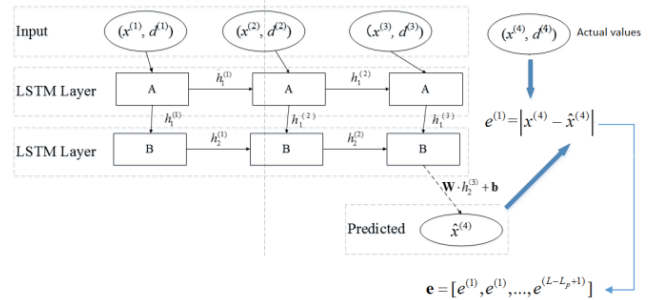 Input (x⁽¹⁾, d⁽¹⁾) (x⁽²⁾, d⁽²⁾) (x⁽³⁾, d⁽³⁾) (x⁽⁴⁾, d⁽⁴⁾) Actual values
LSTM Layer A h₁⁽¹⁾ A h₁⁽²⁾ A
h₁⁽¹⁾ h₁⁽²⁾ h₁⁽³⁾
e⁽¹⁾=|x⁽⁴⁾ − x̂⁽⁴⁾|
LSTM Layer B h₂⁽¹⁾ B h₂⁽²⁾ B
W·h₂⁽³⁾ + b
Predicted x̂⁽⁴⁾
e = [e⁽¹⁾, e⁽¹⁾, ..., e⁽ᴸ⁻ᴸₚ⁺¹⁾]